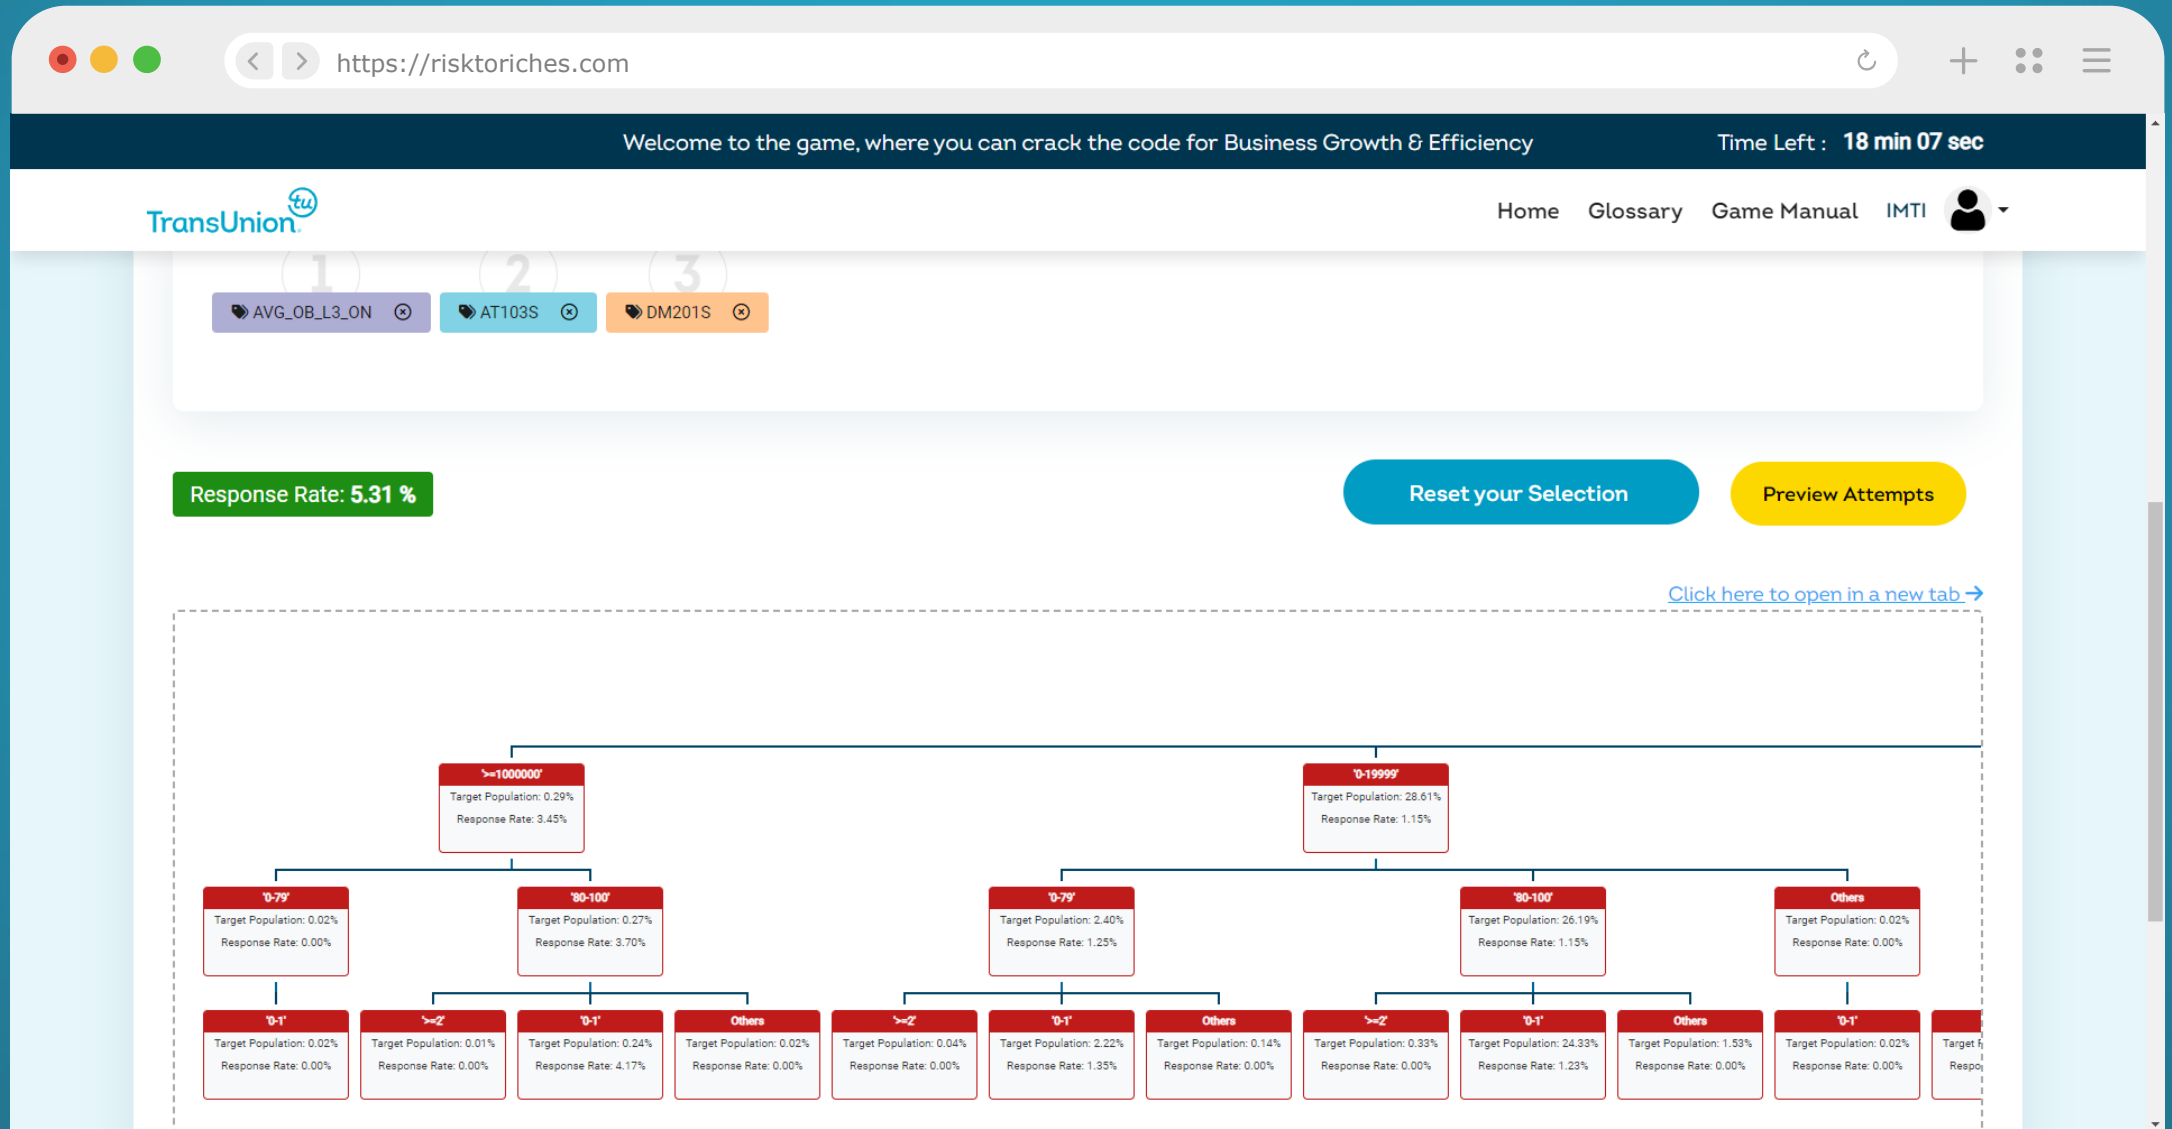 https://risktoriches.com
Welcome to the game, where you can crack the code for Business Growth & Efficiency
Time Left : 18 min 07 sec
TransUnion tu
Home Glossary Game Manual IMTI
1 2 3
AVG_OB_L3_ON AT103S DM201S
Response Rate: 5.31 %
Reset your Selection
Preview Attempts
Click here to open in a new tab
'>=1000000' '0-19999'
Target Population: 0.29% Target Population: 28.61%
Response Rate: 3.45% Response Rate: 1.15%
'0-79' '80-100' '0-79' '80-100' Others
Target Population: 0.02% Target Population: 0.27% Target Population: 2.40% Target Population: 26.19% Target Population: 0.02%
Response Rate: 0.00% Response Rate: 3.70% Response Rate: 1.25% Response Rate: 1.15% Response Rate: 0.00%
'0-1' '>=2' '0-1' Others '>=2' '0-1' Others '>=2' '0-1' Others '0-1'
Target Population: 0.02% Target Population: 0.01% Target Population: 0.24% Target Population: 0.02% Target Population: 0.04% Target Population: 2.22% Target Population: 0.14% Target Population: 0.33% Target Population: 24.33% Target Population: 1.53% Target Population: 0.02% Target
Response Rate: 0.00% Response Rate: 0.00% Response Rate: 4.17% Response Rate: 0.00% Response Rate: 0.00% Response Rate: 1.35% Response Rate: 0.00% Response Rate: 0.00% Response Rate: 1.23% Response Rate: 0.00% Response Rate: 0.00% Respo